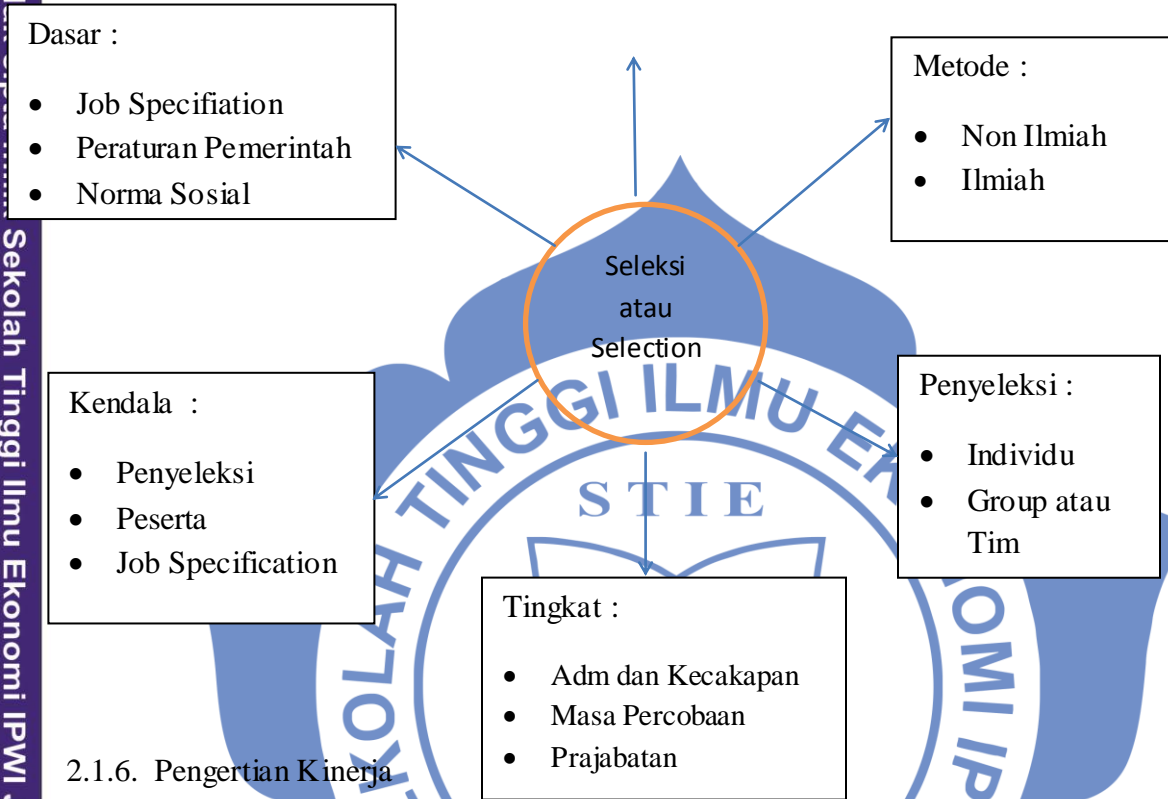 Dasar :
• Job Specifiation
• Peraturan Pemerintah
• Norma Sosial
Metode :
• Non Ilmiah
• Ilmiah
Seleksi
atau
Selection
Kendala :
• Penyeleksi
• Peserta
• Job Specification
Penyeleksi :
• Individu
• Group atau
Tim
Tingkat :
• Adm dan Kecakapan
• Masa Percobaan
• Prajabatan
2.1.6. Pengertian Kinerja
Sekolah Tinggi Ilmu Ekonomi IPWI
TINGGI ILMU
STIE